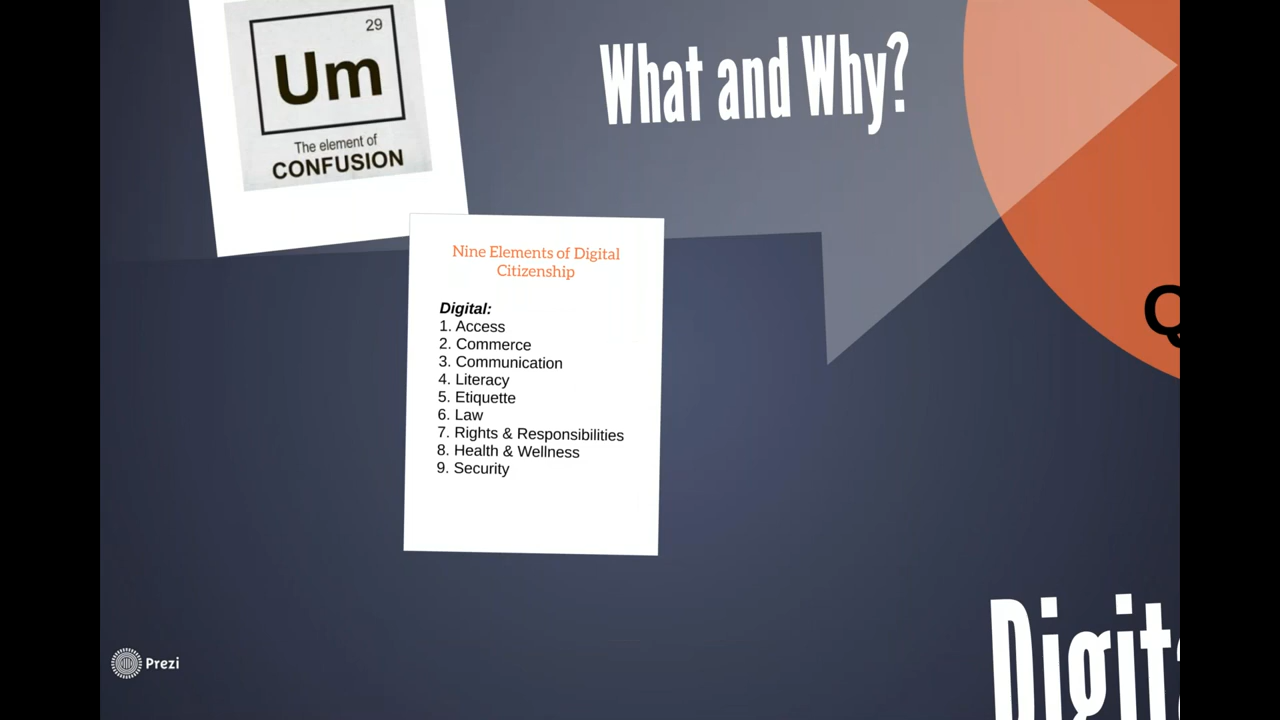 29
Um
The element of
CONFUSION
What and Why?
Nine Elements of Digital
Citizenship
Digital:
1. Access
2. Commerce
3. Communication
4. Literacy
5. Etiquette
6. Law
7. Rights & Responsibilities
8. Health & Wellness
9. Security
Q
Digit
Prezi